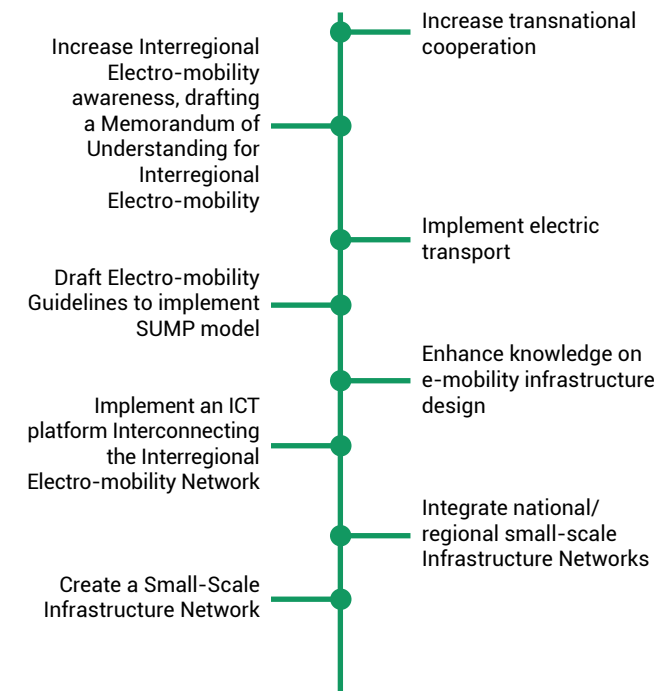 Increase transnational
cooperation
Increase Interregional
Electro-mobility
awareness, drafting
a Memorandum of
Understanding for
Interregional
Electro-mobility
Implement electric
transport
Draft Electro-mobility
Guidelines to implement
SUMP model
Enhance knowledge on
e-mobility infrastructure
design
Implement an ICT
platform Interconnecting
the Interregional
Electro-mobility Network
Integrate national/
regional small-scale
Infrastructure Networks
Create a Small-Scale
Infrastructure Network